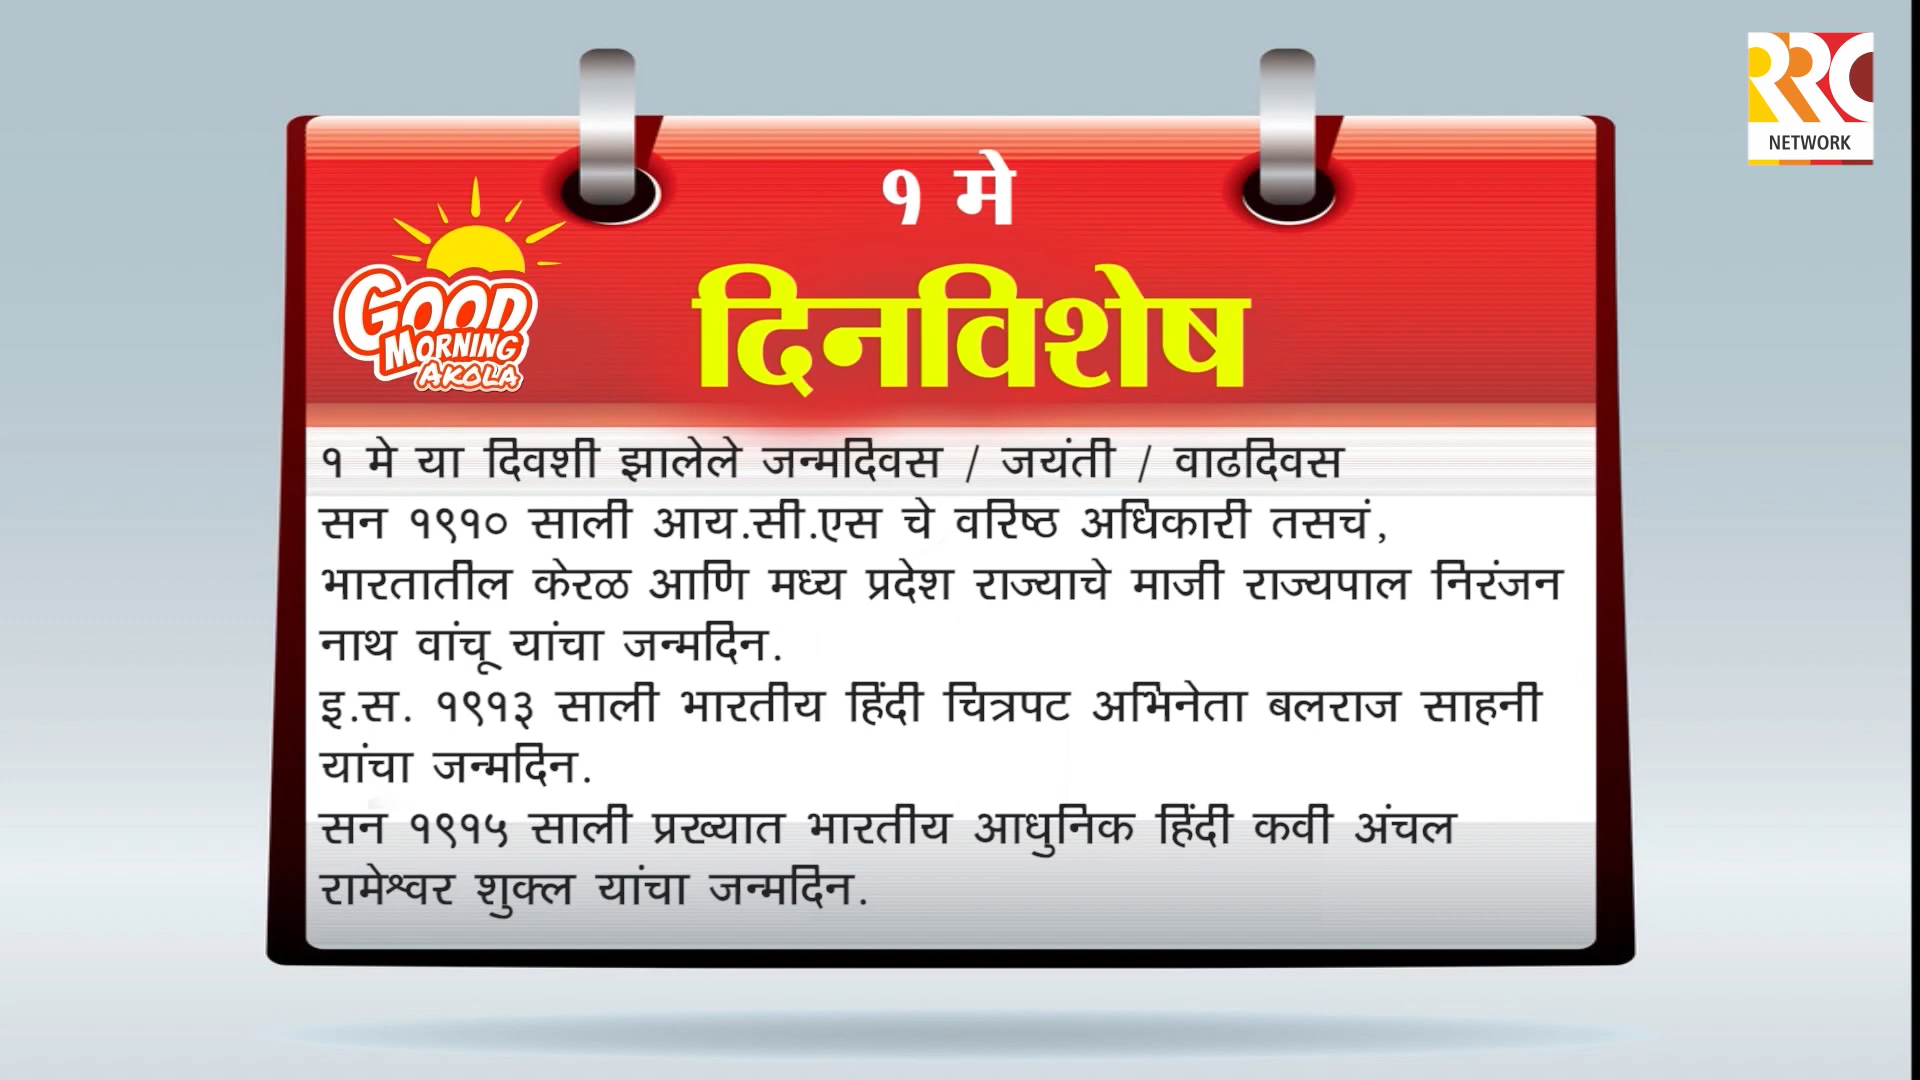 RRC
NETWORK
१ मे
GOOD
MORNING
AKOLA
दिनविशेष
१ मे या दिवशी झालेले जन्मदिवस / जयंती / वाढदिवस
सन १९१० साली आय.सी.एस चे वरिष्ठ अधिकारी तसचं,
भारतातील केरळ आणि मध्य प्रदेश राज्याचे माजी राज्यपाल निरंजन
नाथ वांचू यांचा जन्मदिन.
इ.स. १९१३ साली भारतीय हिंदी चित्रपट अभिनेता बलराज साहनी
यांचा जन्मदिन.
सन १९१५ साली प्रख्यात भारतीय आधुनिक हिंदी कवी अंचल
रामेश्वर शुक्ल यांचा जन्मदिन.